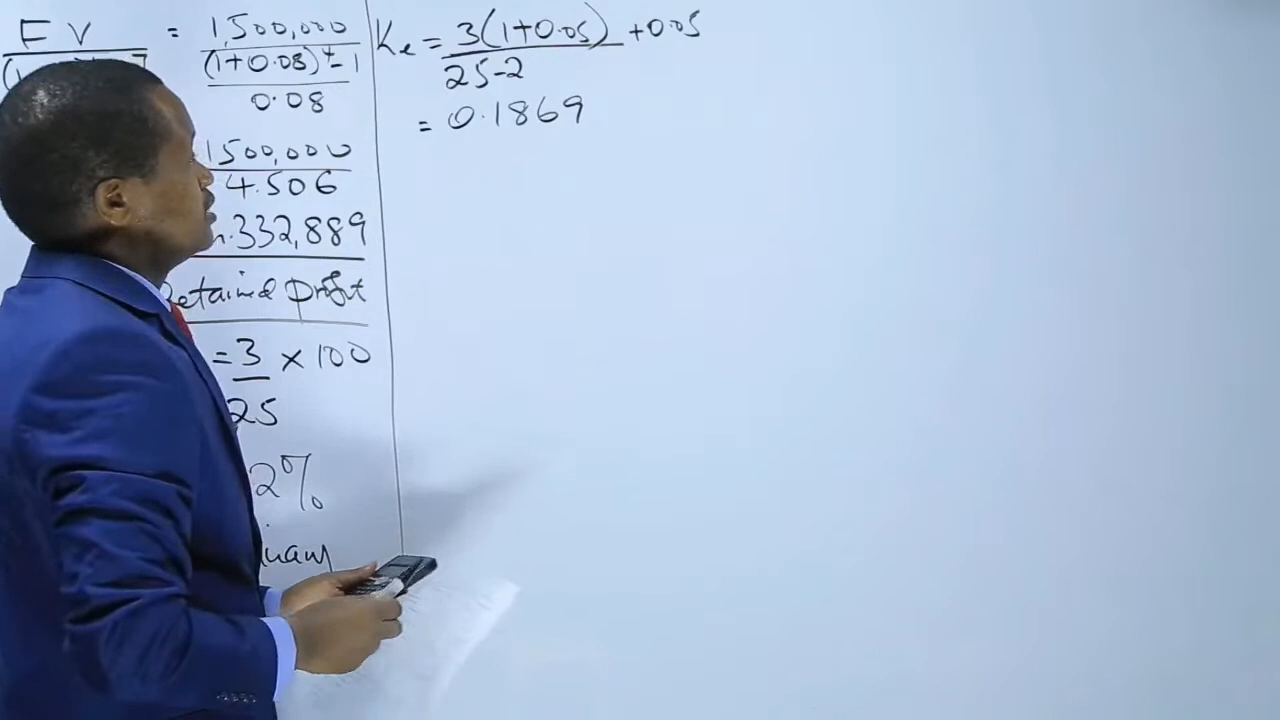 FV = 1,500,000
(1+0.08)⁴-1
0.08
1500,000
4.506
.332,889
Retained profit
= 3 × 100
25
2%
Ke = 3(1+0.05) +0.05
25-2
= 0.1869